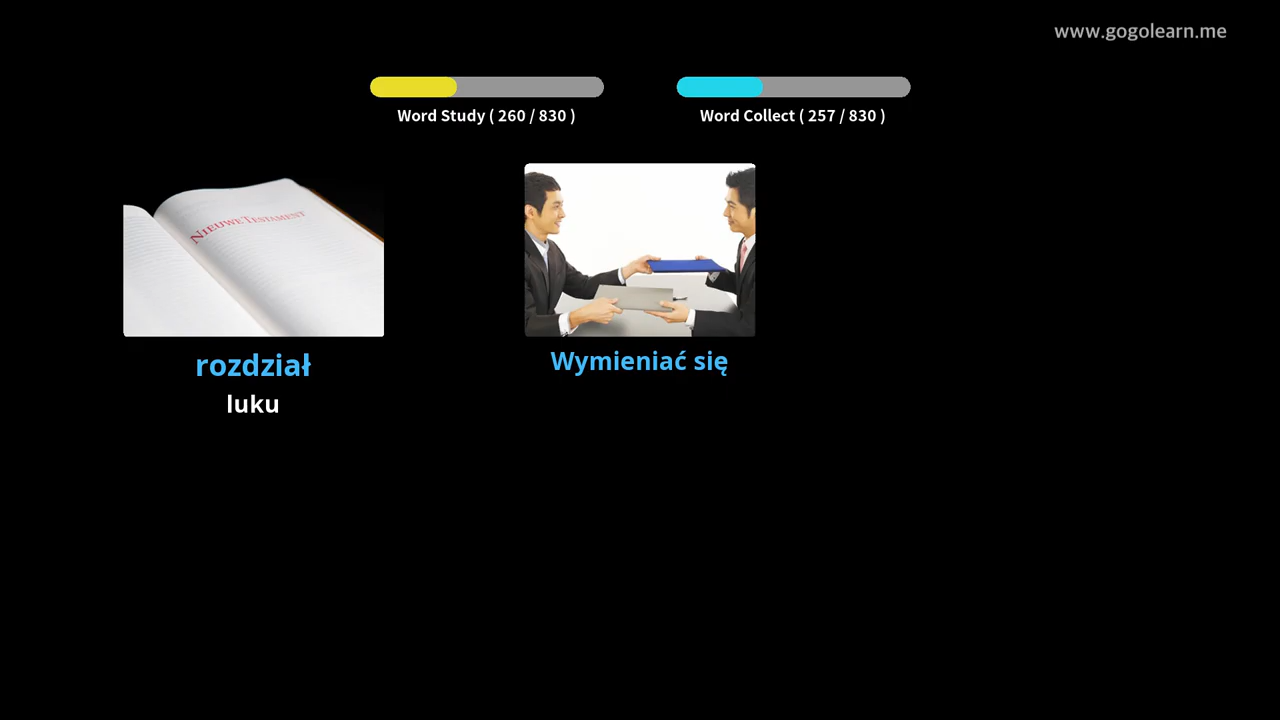 www.gogolearn.me
Word Study ( 260 / 830 )
Word Collect ( 257 / 830 )
NIEUWE TESTAMENT
rozdział
luku
Wymieniać się